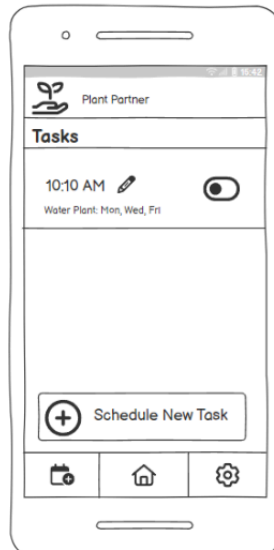 15:42
Plant Partner
Tasks
10:10 AM
Water Plant: Mon, Wed, Fri
Schedule New Task